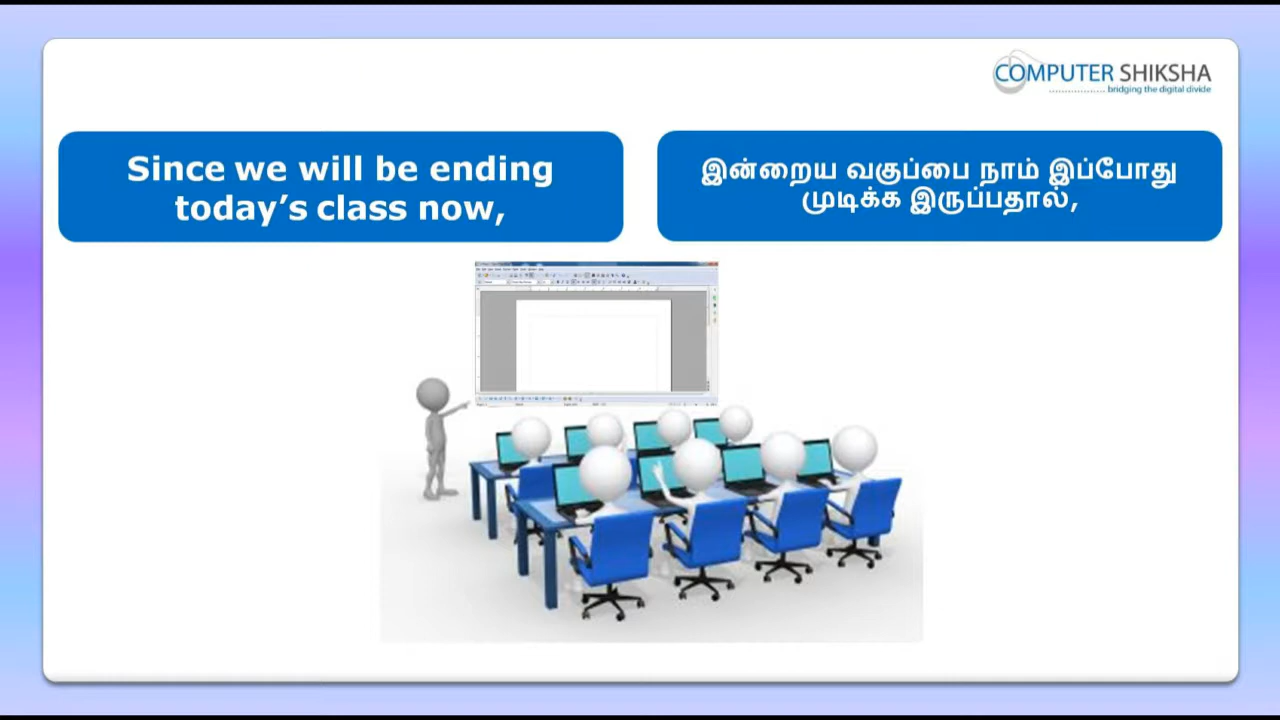 COMPUTER SHIKSHA
bridging the digital divide
Since we will be ending
today's class now,
இன்றைய வகுப்பை நாம் இப்போது
முடிக்க இருப்பதால்,